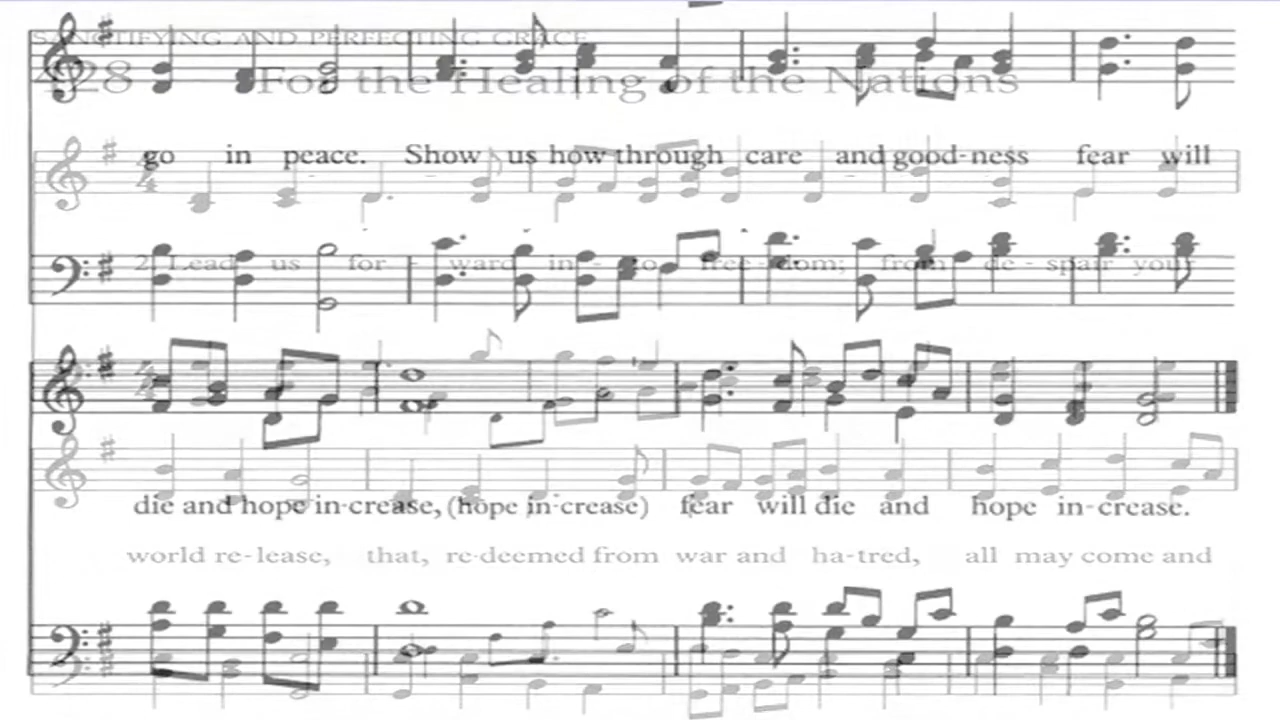 SANCTIFYING AND PERFECTING GRACE
428 For the Healing of the Nations
go in peace. Show us how through care and good-ness fear will
2. Lead us for - ward in - to free - dom; from de - spair your
die and hope in-crease, (hope in-crease) fear will die and hope in-crease.
world re-lease, that, re-deemed from war and ha-tred, all may come and